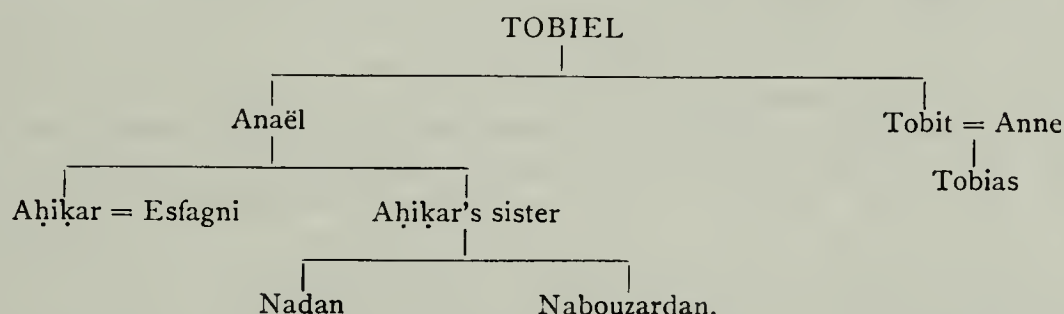 TOBIEL
Anaël Tobit = Anne
Tobias
Aḥiḳar = Esfagni Aḥiḳar's sister
Nadan Nabouzardan.